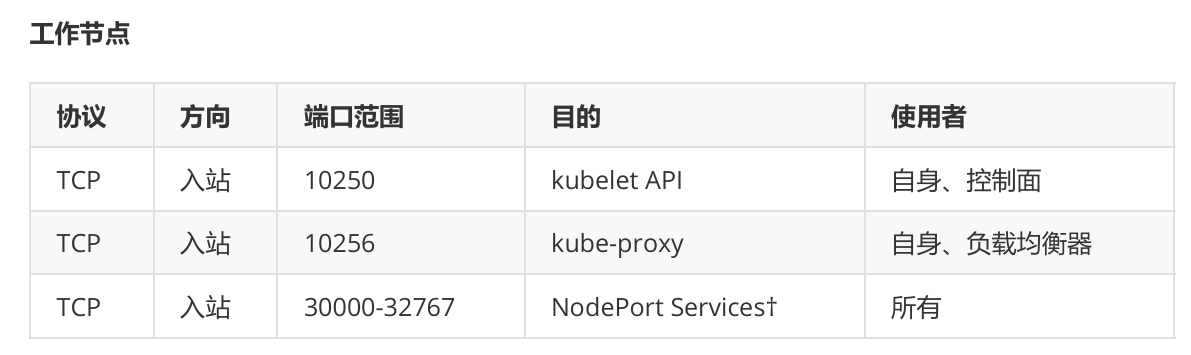 工作节点
协议 方向 端口范围 目的 使用者
TCP 入站 10250 kubelet API 自身、控制面
TCP 入站 10256 kube-proxy 自身、负载均衡器
TCP 入站 30000-32767 NodePort Services† 所有